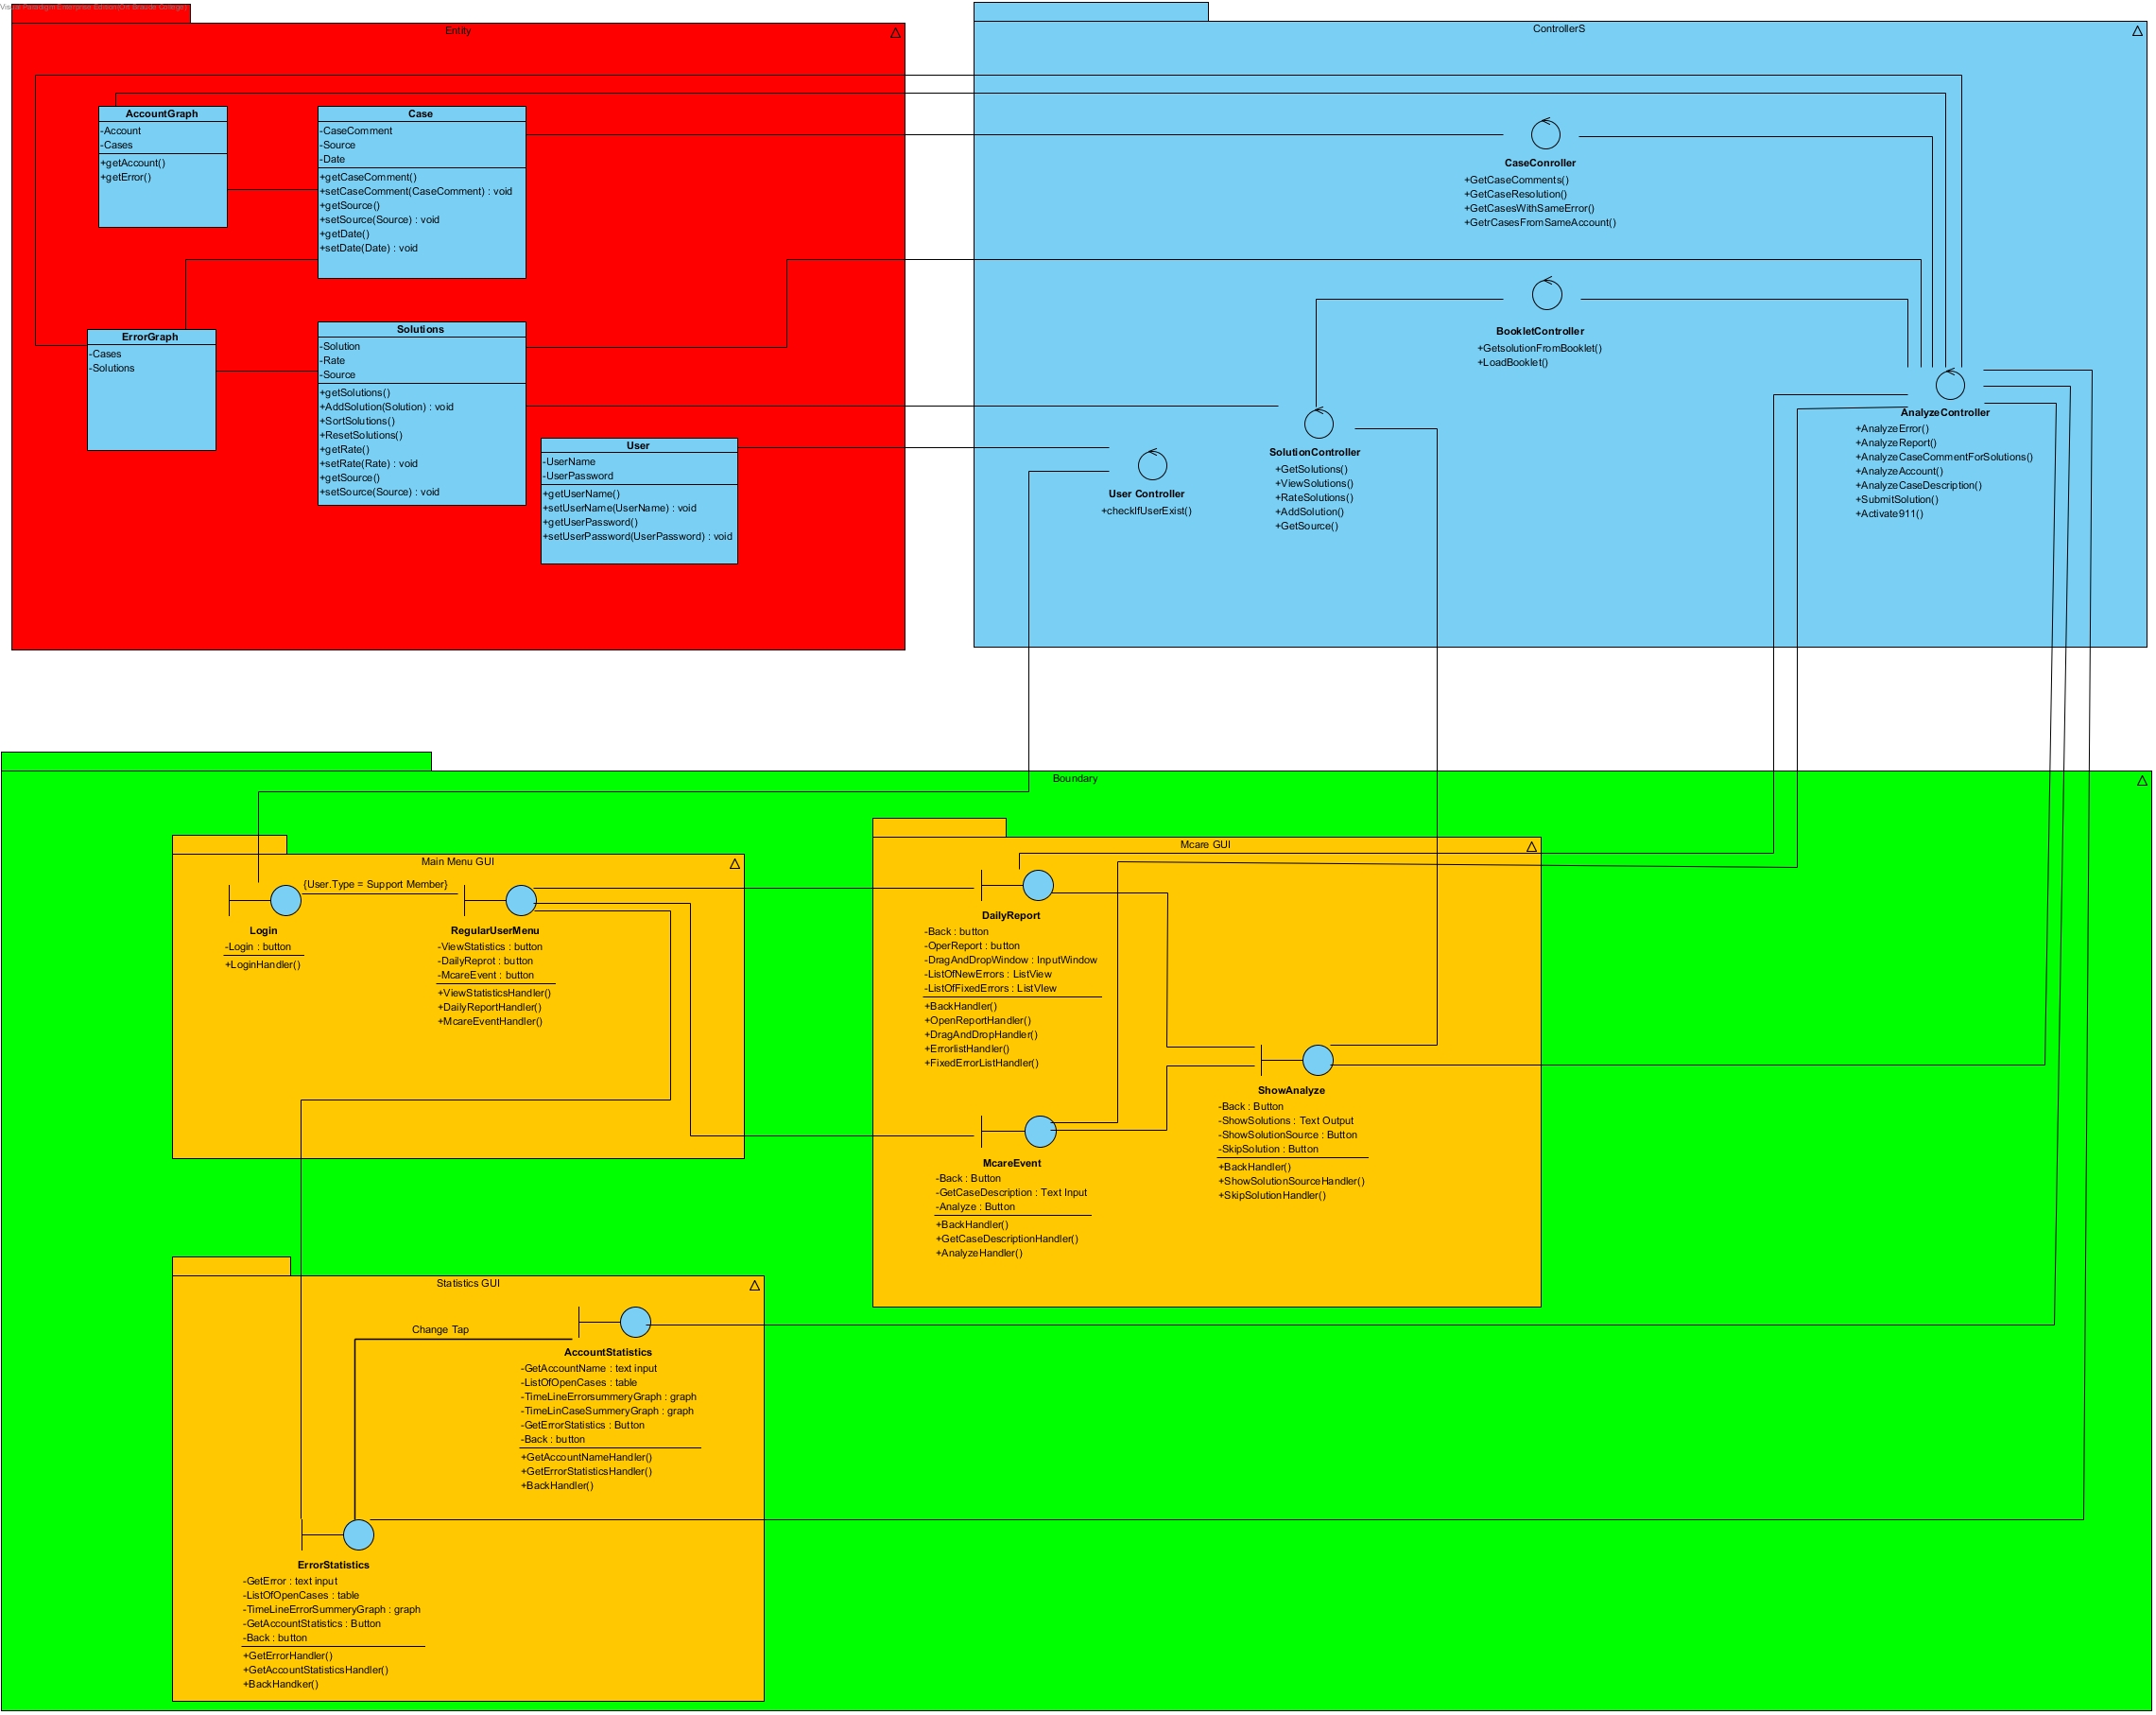 Visual Paradigm Enterprise Edition(Ort Braude College)
Entity
AccountGraph
-Account
-Cases
+getAccount()
+getError()
Case
-CaseComment
-Source
-Date
+getCaseComment()
+setCaseComment(CaseComment) : void
+getSource()
+setSource(Source) : void
+getDate()
+setDate(Date) : void
ErrorGraph
-Cases
-Solutions
Solutions
-Solution
-Rate
-Source
+getSolutions()
+AddSolution(Solution) : void
+SortSolutions()
+ResetSolutions()
+getRate()
+setRate(Rate) : void
+getSource()
+setSource(Source) : void
User
-UserName
-UserPassword
+getUserName()
+setUserName(UserName) : void
+getUserPassword()
+setUserPassword(UserPassword) : void
ControllerS
CaseConroller
+GetCaseComments()
+GetCaseResolution()
+GetCasesWithSameError()
+GetrCasesFromSameAccount()
BookletController
+GetsolutionFromBooklet()
+LoadBooklet()
AnalyzeController
+AnalyzeError()
+AnalyzeReport()
+AnalyzeCaseCommentForSolutions()
+AnalyzeAccount()
+AnalyzeCaseDescription()
+SubmitSolution()
+Activate911()
SolutionController
+GetSolutions()
+ViewSolutions()
+RateSolutions()
+AddSolution()
+GetSource()
User Controller
+checkIfUserExist()
Boundary
Main Menu GUI
{User.Type = Support Member}
Login
-Login : button
+LoginHandler()
RegularUserMenu
-ViewStatistics : button
-DailyReprot : button
-McareEvent : button
+ViewStatisticsHandler()
+DailyReportHandler()
+McareEventHandler()
Mcare GUI
DailyReport
-Back : button
-OperReport : button
-DragAndDropWindow : InputWindow
-ListOfNewErrors : ListView
-ListOfFixedErrors : ListVIew
+BackHandler()
+OpenReportHandler()
+DragAndDropHandler()
+ErrorlistHandler()
+FixedErrorListHandler()
ShowAnalyze
-Back : Button
-ShowSolutions : Text Output
-ShowSolutionSource : Button
-SkipSolution : Button
+BackHandler()
+ShowSolutionSourceHandler()
+SkipSolutionHandler()
McareEvent
-Back : Button
-GetCaseDescription : Text Input
-Analyze : Button
+BackHandler()
+GetCaseDescriptionHandler()
+AnalyzeHandler()
Statistics GUI
Change Tap
AccountStatistics
-GetAccountName : text input
-ListOfOpenCases : table
-TimeLineErrorsummeryGraph : graph
-TimeLinCaseSummeryGraph : graph
-GetErrorStatistics : Button
-Back : button
+GetAccountNameHandler()
+GetErrorStatisticsHandler()
+BackHandler()
ErrorStatistics
-GetError : text input
-ListOfOpenCases : table
-TimeLineErrorSummeryGraph : graph
-GetAccountStatistics : Button
-Back : button
+GetErrorHandler()
+GetAccountStatisticsHandler()
+BackHandker()